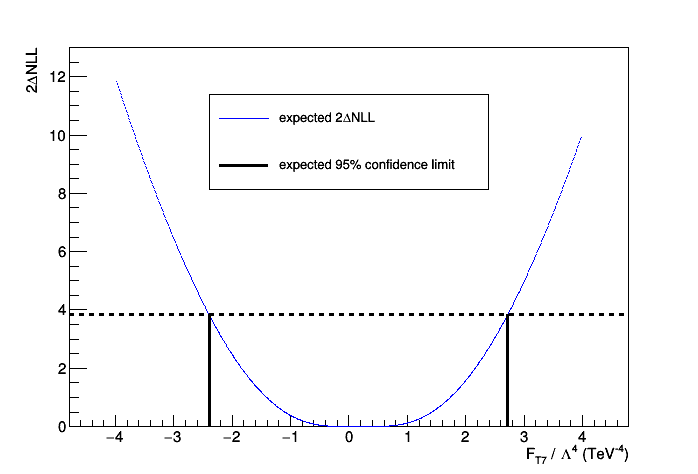 2ΔNLL
12
10
8
6
4
2
0
expected 2ΔNLL
expected 95% confidence limit
−4 −3 −2 −1 0 1 2 3 4
F_T7 / Λ^4 (TeV^-4)